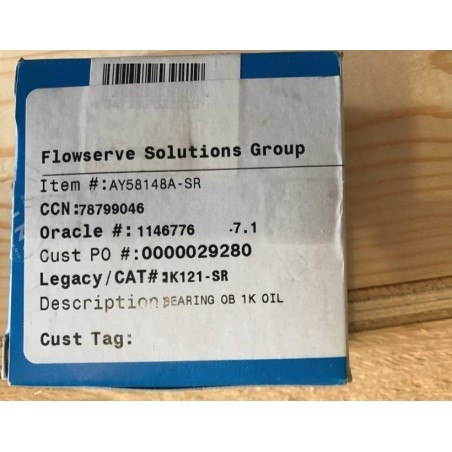 Flowserve Solutions Group
Item #:AY58148A-SR
CCN:78799046
Oracle #: 1146776 -7.1
Cust PO #:0000029280
Legacy/CAT#:1K121-SR
Description BEARING OB 1K OIL
Cust Tag: